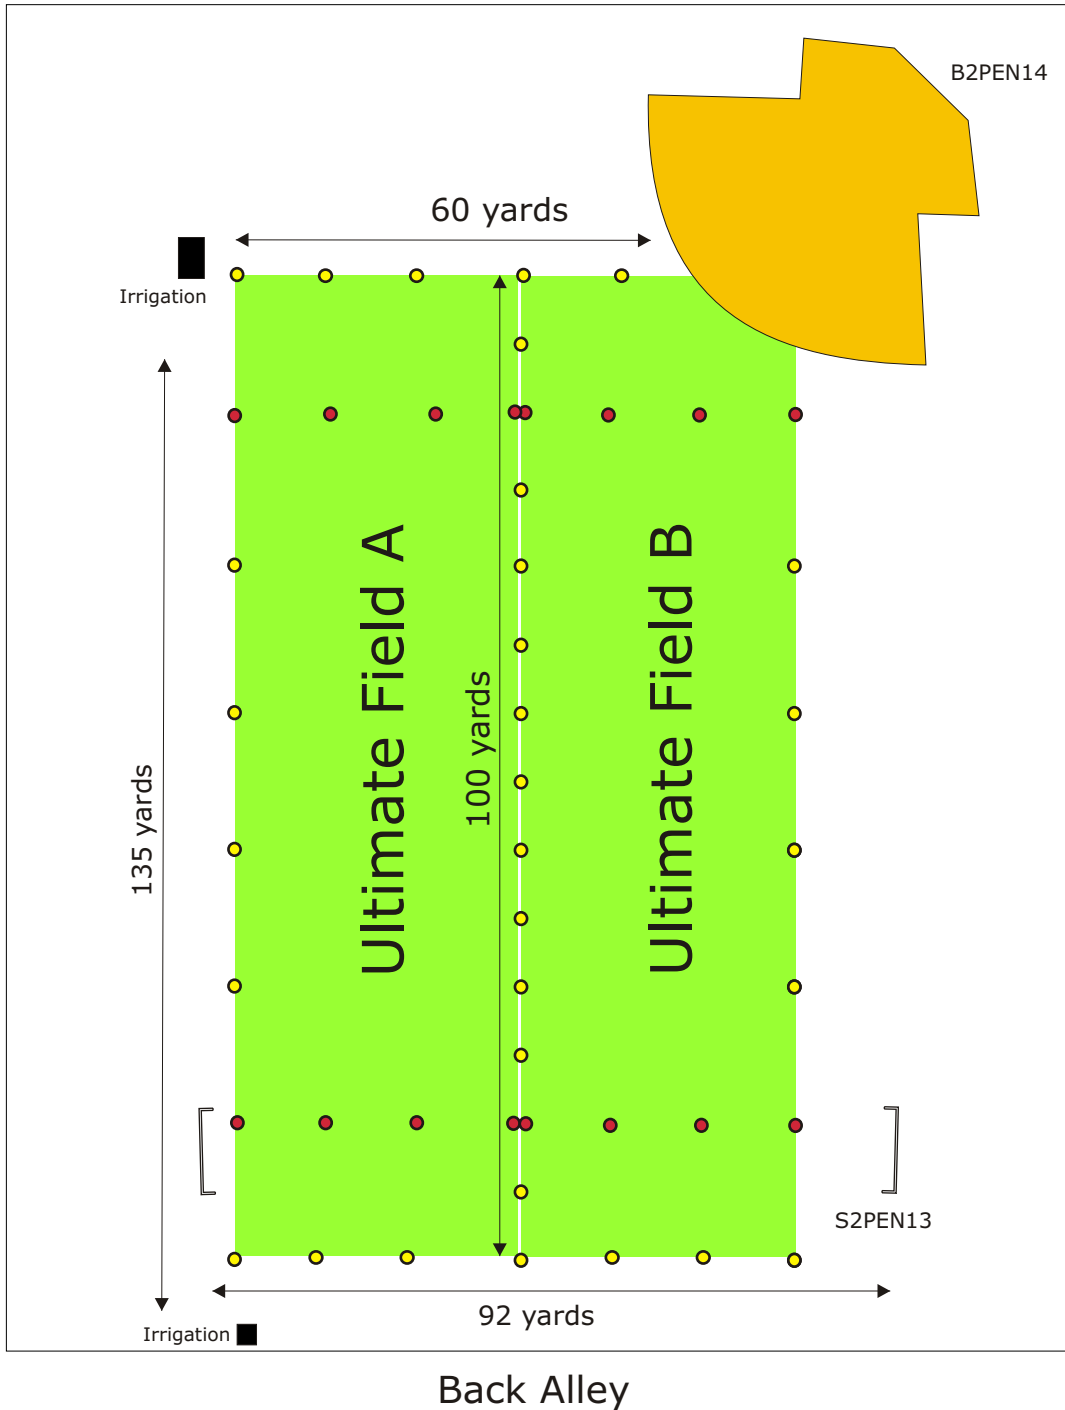 B2PEN14
60 yards
Irrigation
Ultimate Field A
Ultimate Field B
100 yards
135 yards
S2PEN13
92 yards
Irrigation
Back Alley